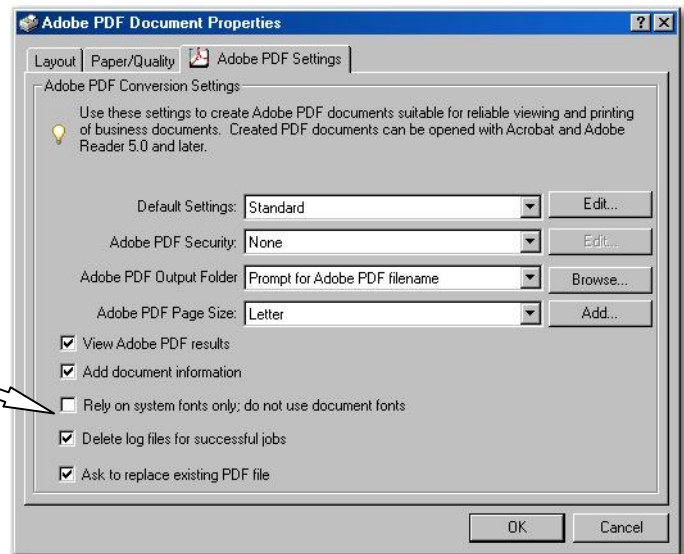 Adobe PDF Document Properties
Layout Paper/Quality Adobe PDF Settings
Adobe PDF Conversion Settings
Use these settings to create Adobe PDF documents suitable for reliable viewing and printing
of business documents. Created PDF documents can be opened with Acrobat and Adobe
Reader 5.0 and later.
Default Settings: Standard Edit...
Adobe PDF Security: None Edit...
Adobe PDF Output Folder Prompt for Adobe PDF filename Browse...
Adobe PDF Page Size: Letter Add...
View Adobe PDF results
Add document information
Rely on system fonts only; do not use document fonts
Delete log files for successful jobs
Ask to replace existing PDF file
OK Cancel